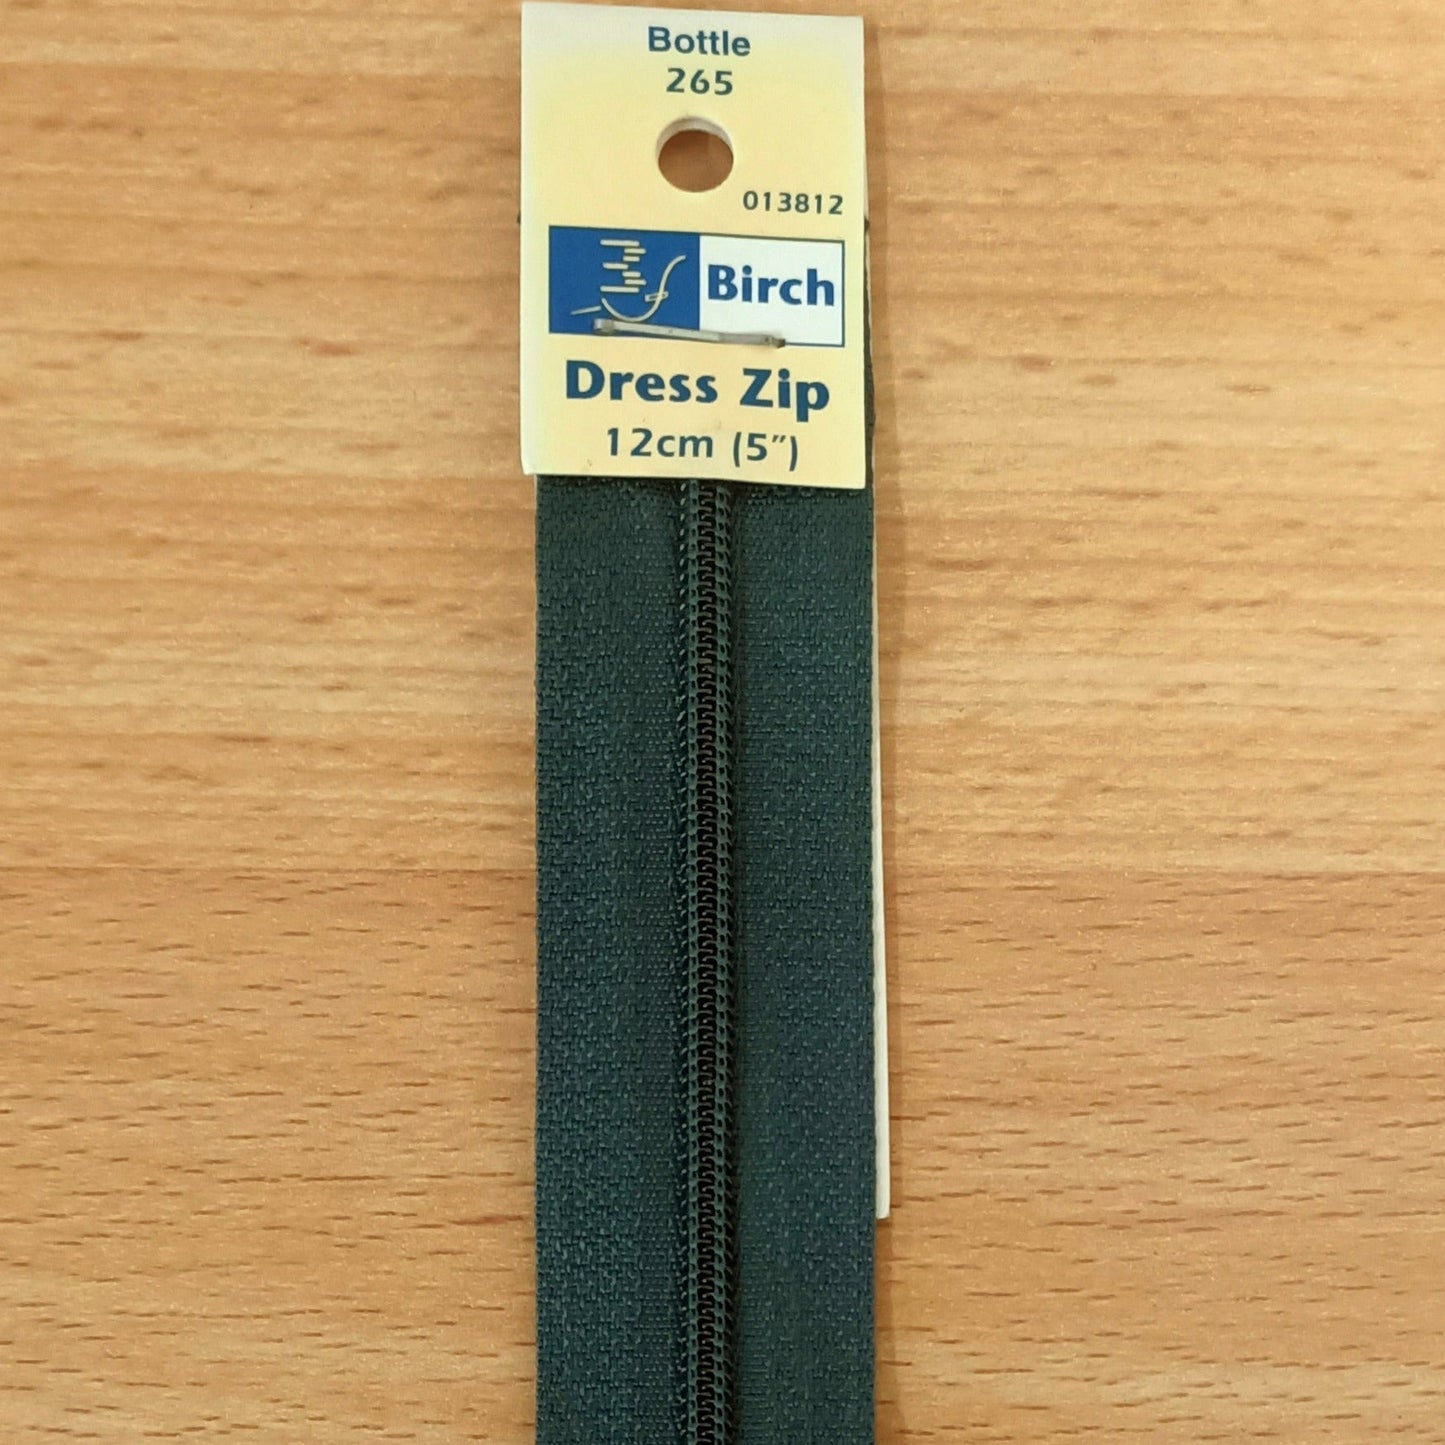 Bottle
265
013812
Birch
Dress Zip
12cm (5″)